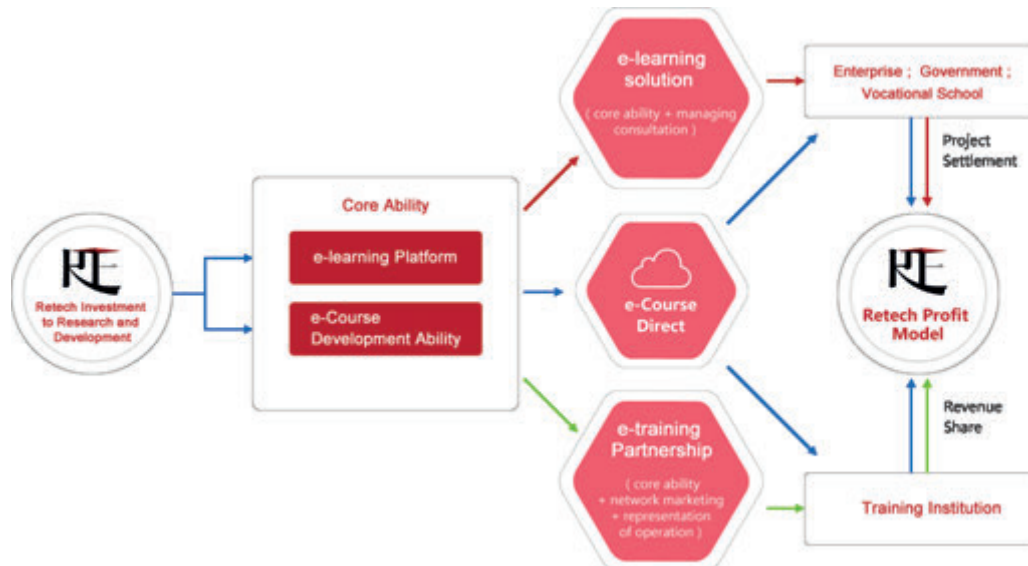 Retech Investment
to Research and
Development
Core Ability
e-learning Platform
e-Course
Development Ability
e-learning
solution
( core ability + managing
consultation )
e-Course
Direct
e-training
Partnership
( core ability
+ network marketing
+ representation
of operation )
Enterprise ; Government ;
Vocational School
Project
Settlement
Retech Profit
Model
Revenue
Share
Training Institution